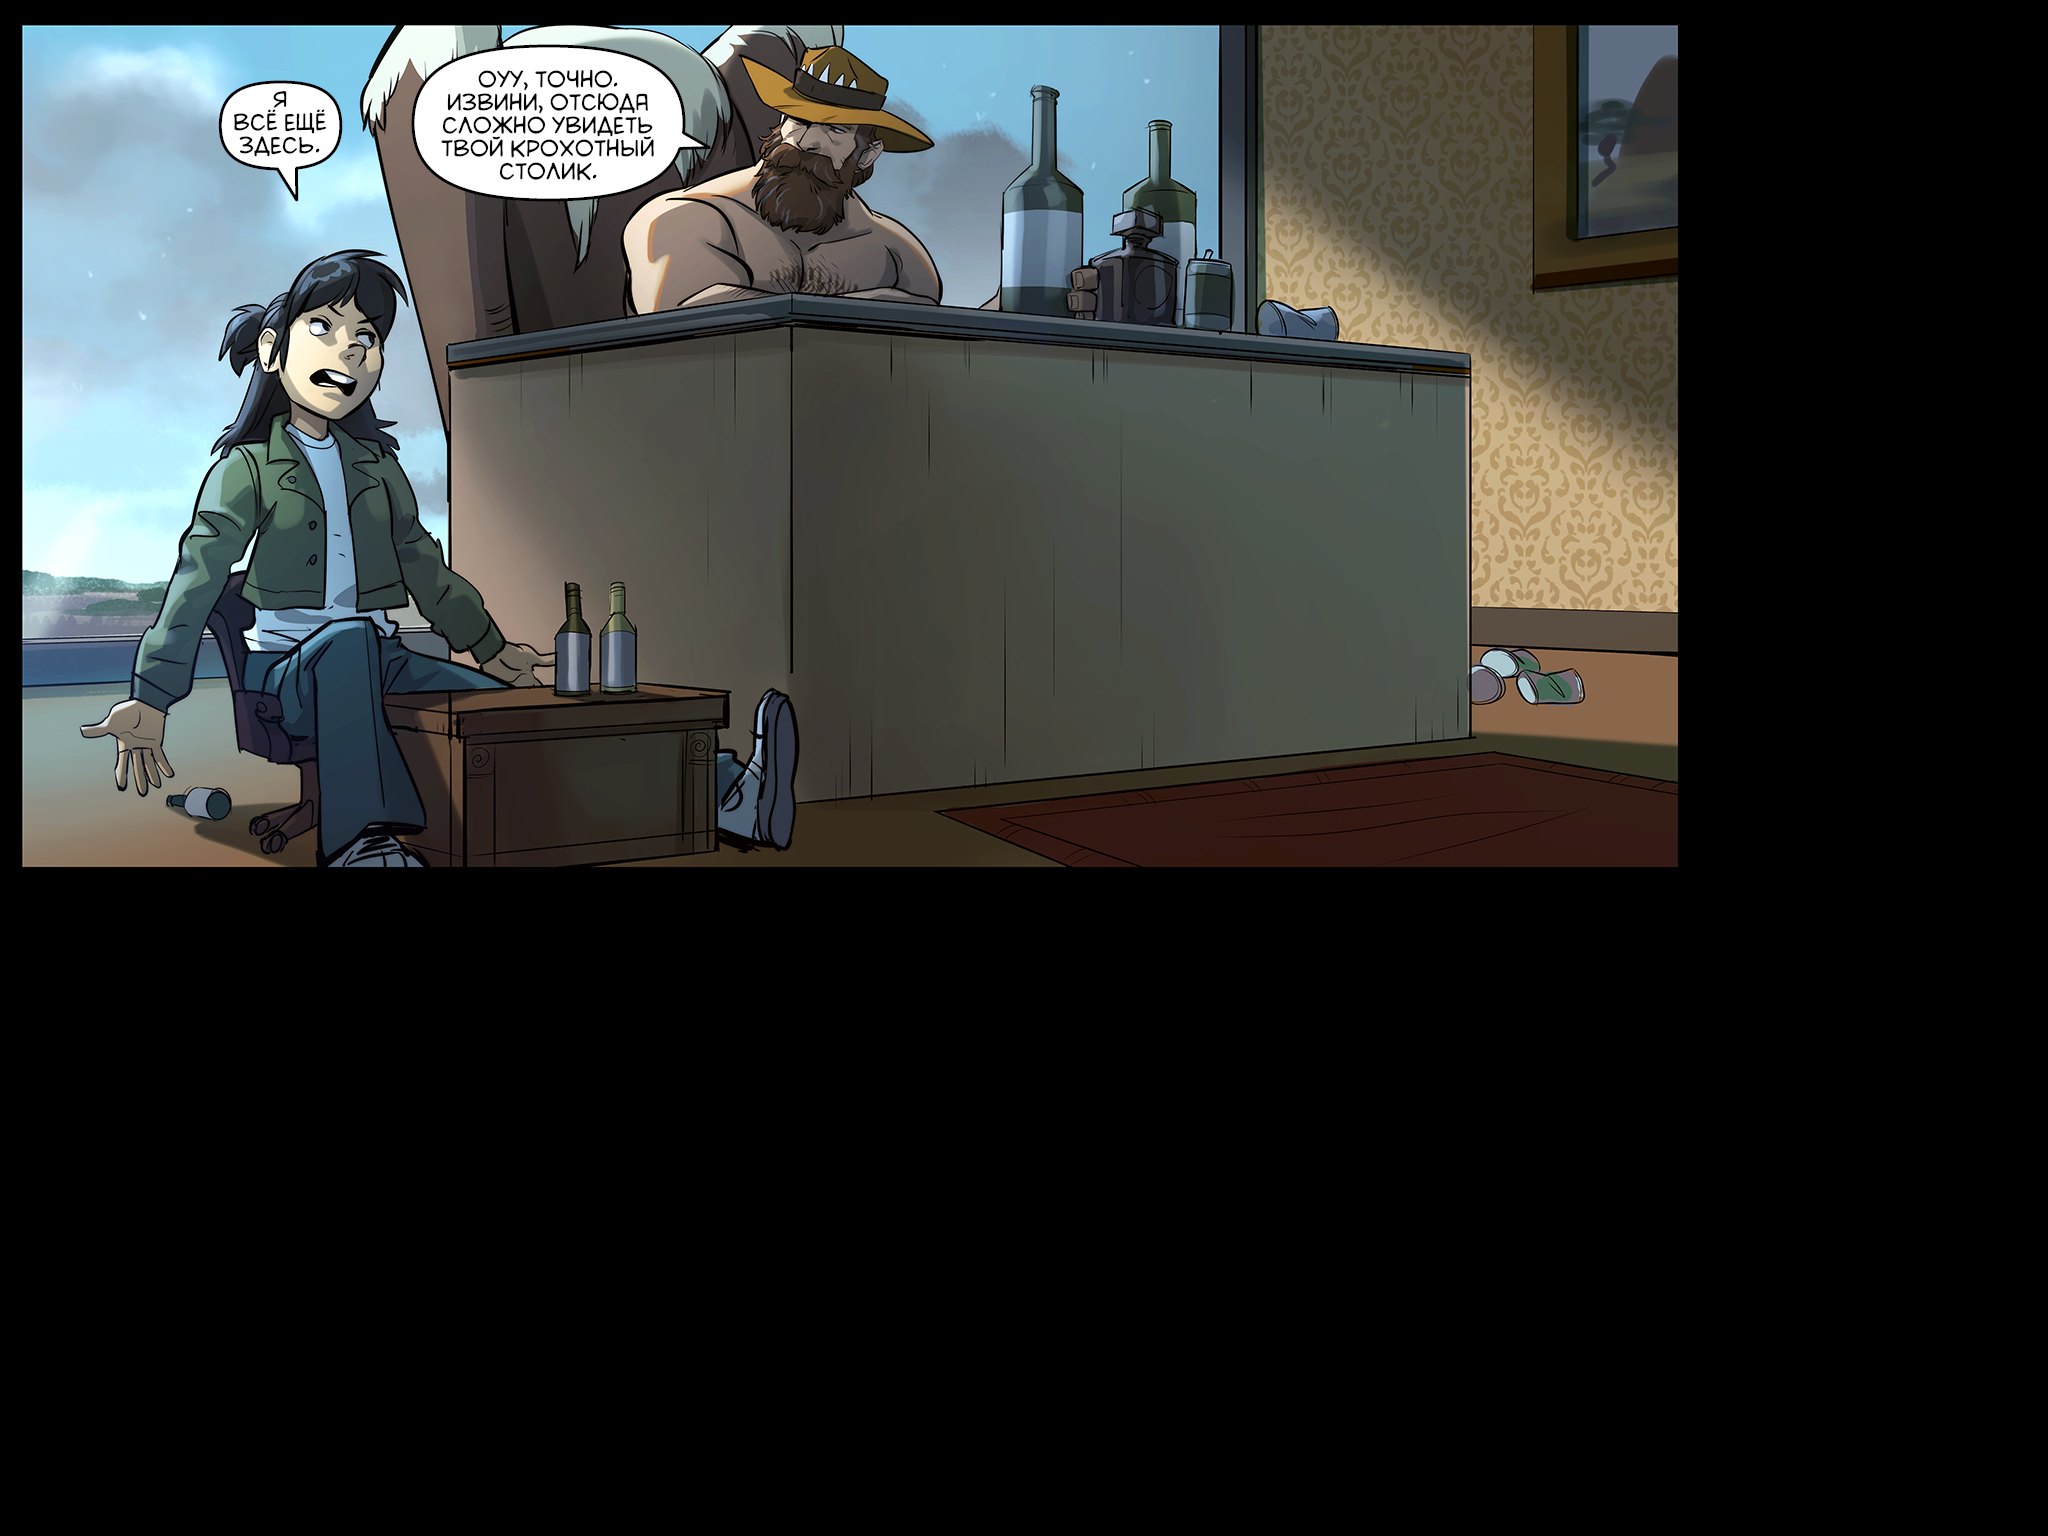 Я
ВСЁ ЕЩЁ
ЗДЕСЬ.
ОУУ, ТОЧНО.
ИЗВИНИ, ОТСЮДА
СЛОЖНО УВИДЕТЬ
ТВОЙ КРОХОТНЫЙ
СТОЛИК.